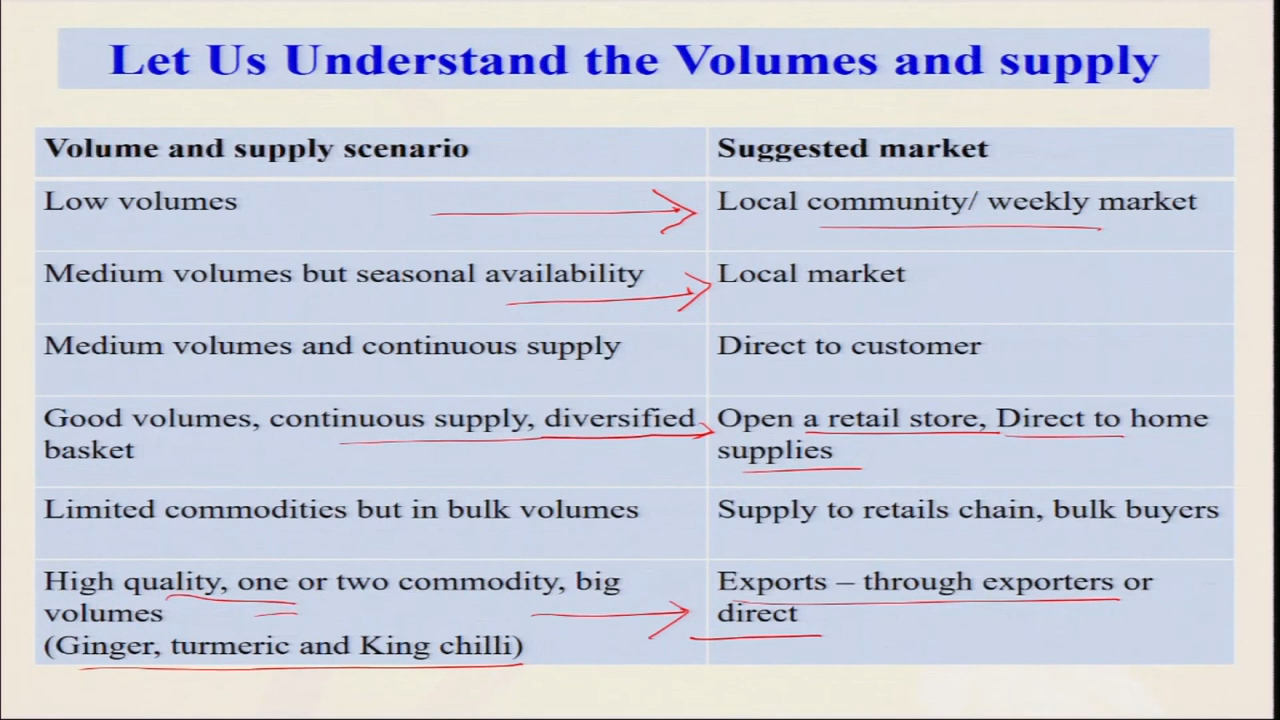 Let Us Understand the Volumes and supply
Volume and supply scenario
Suggested market
Low volumes
Local community/ weekly market
Medium volumes but seasonal availability
Local market
Medium volumes and continuous supply
Direct to customer
Good volumes, continuous supply, diversified
basket
Open a retail store, Direct to home
supplies
Limited commodities but in bulk volumes
Supply to retails chain, bulk buyers
High quality, one or two commodity, big
volumes
(Ginger, turmeric and King chilli)
Exports – through exporters or
direct